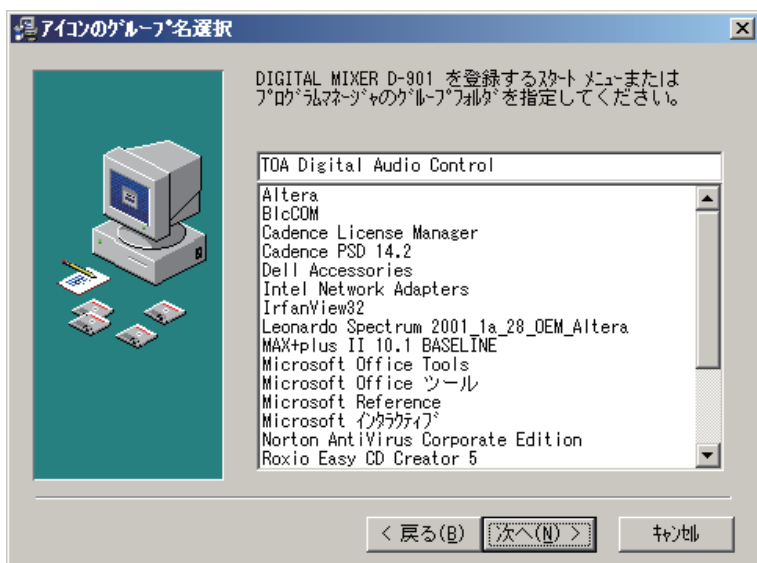 アイコンのグループ名選択
DIGITAL MIXER D-901 を登録するスタート メニューまたは
プログラムマネージャのグループフォルダを指定してください。
TOA Digital Audio Control
Altera
BlcCOM
Cadence License Manager
Cadence PSD 14.2
Dell Accessories
Intel Network Adapters
IrfanView32
Leonardo Spectrum 2001_1a_28_OEM_Altera
MAX+plus II 10.1 BASELINE
Microsoft Office Tools
Microsoft Office ツール
Microsoft Reference
Microsoft インタラクティブ
Norton AntiVirus Corporate Edition
Roxio Easy CD Creator 5
< 戻る(B) 次へ(N) > キャンセル